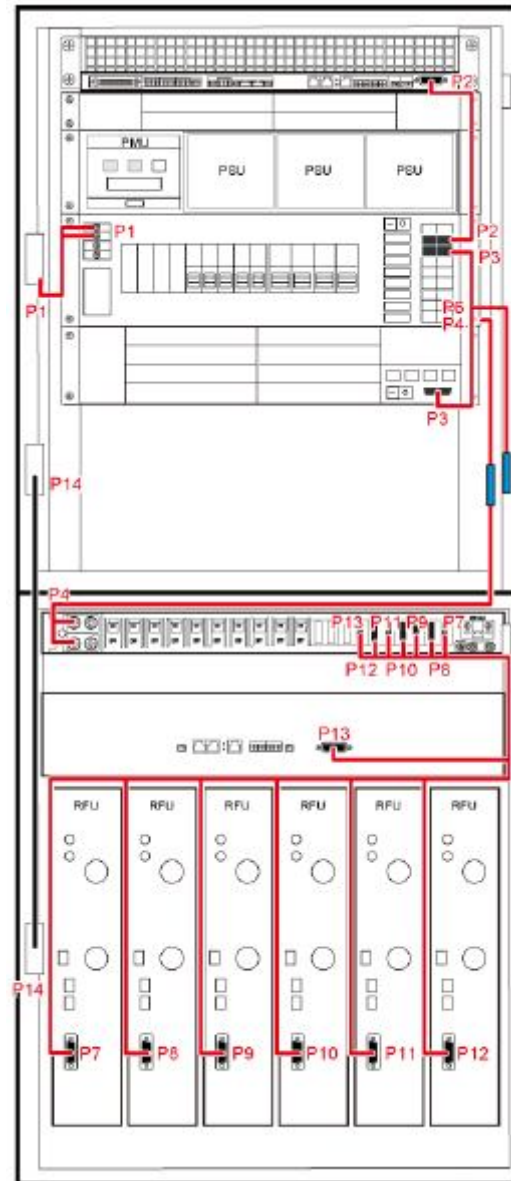 P2
PMU
PSU PSU PSU
P1
P2
P3
P1
P5
P4
P3
P14
P4
P13 P11 P9 P7
P12 P10 P8
P13
RFU RFU RFU RFU RFU RFU
P14
P7 P8 P9 P10 P11 P12